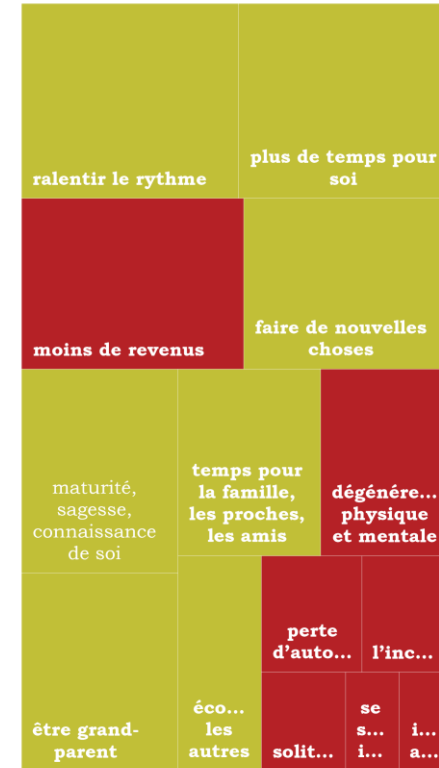 ralentir le rythme
plus de temps pour
soi
moins de revenus
faire de nouvelles
choses
maturité,
sagesse,
connaissance
de soi
temps pour
la famille,
les proches,
les amis
dégénére...
physique
et mentale
perte
d’auto...
l’inc...
être grand-
parent
éco...
les
autres
solit...
se
s...
i...
i...
a...